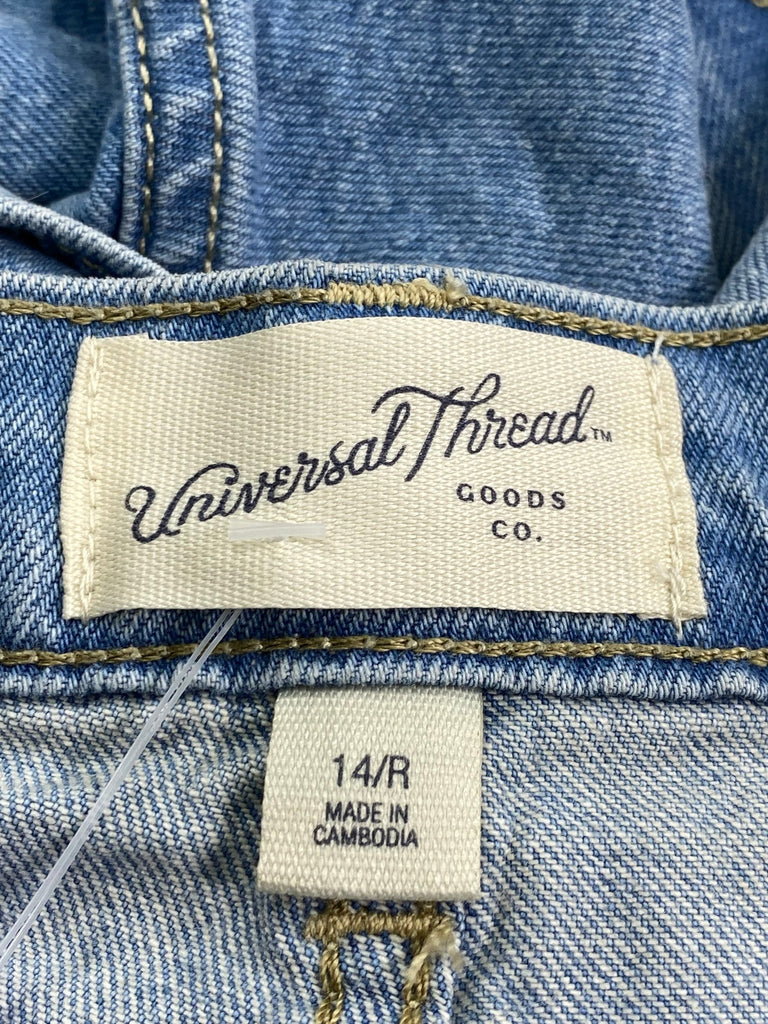 Universal Thread™
GOODS
CO.
14/R
MADE IN
CAMBODIA